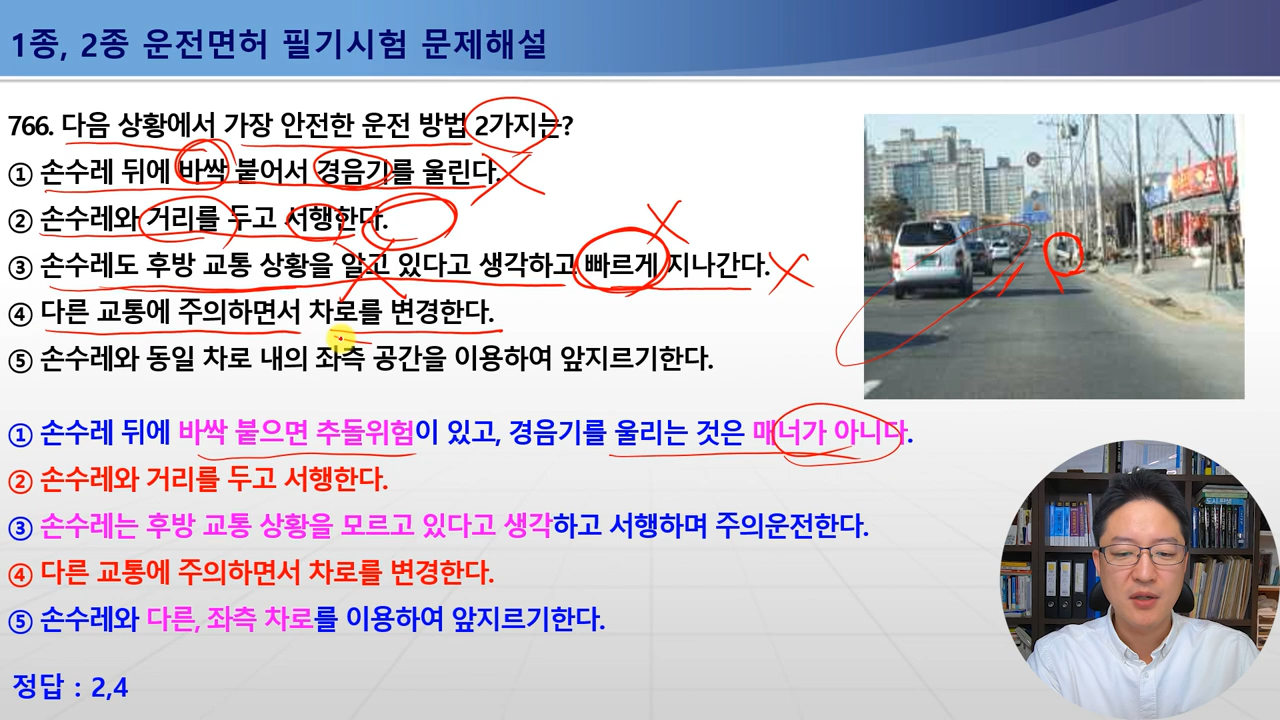 1종, 2종 운전면허 필기시험 문제해설
766. 다음 상황에서 가장 안전한 운전 방법 2가지는?
① 손수레 뒤에 바싹 붙어서 경음기를 울린다.
② 손수레와 거리를 두고 서행한다.
③ 손수레도 후방 교통 상황을 알고 있다고 생각하고 빠르게 지나간다.
④ 다른 교통에 주의하면서 차로를 변경한다.
⑤ 손수레와 동일 차로 내의 좌측 공간을 이용하여 앞지르기한다.
① 손수레 뒤에 바싹 붙으면 추돌위험이 있고, 경음기를 울리는 것은 매너가 아니다.
② 손수레와 거리를 두고 서행한다.
③ 손수레는 후방 교통 상황을 모르고 있다고 생각하고 서행하며 주의운전한다.
④ 다른 교통에 주의하면서 차로를 변경한다.
⑤ 손수레와 다른, 좌측 차로를 이용하여 앞지르기한다.
정답 : 2,4